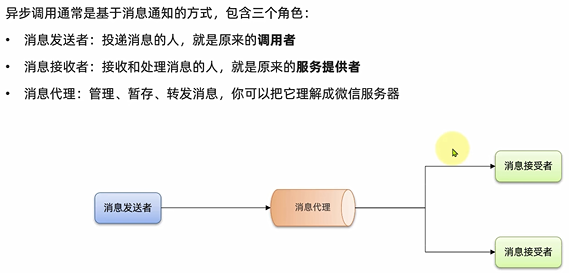 异步调用通常是基于消息通知的方式，包含三个角色：
• 消息发送者：投递消息的人，就是原来的调用者
• 消息接收者：接收和处理消息的人，就是原来的服务提供者
• 消息代理：管理、暂存、转发消息，你可以把它理解成微信服务器
消息接受者
消息发送者
消息代理
消息接受者